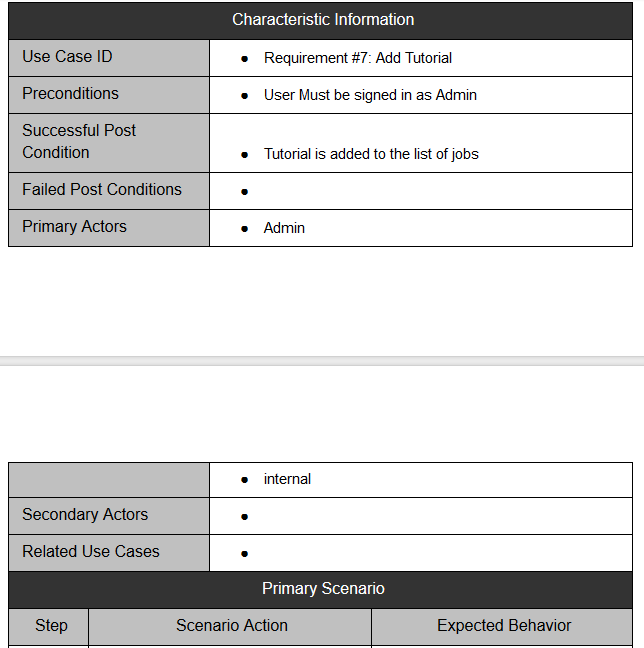 Characteristic Information
Use Case ID
• Requirement #7: Add Tutorial
Preconditions
• User Must be signed in as Admin
Successful Post
Condition
• Tutorial is added to the list of jobs
Failed Post Conditions
•
Primary Actors
• Admin
• internal
Secondary Actors
•
Related Use Cases
•
Primary Scenario
Step Scenario Action Expected Behavior